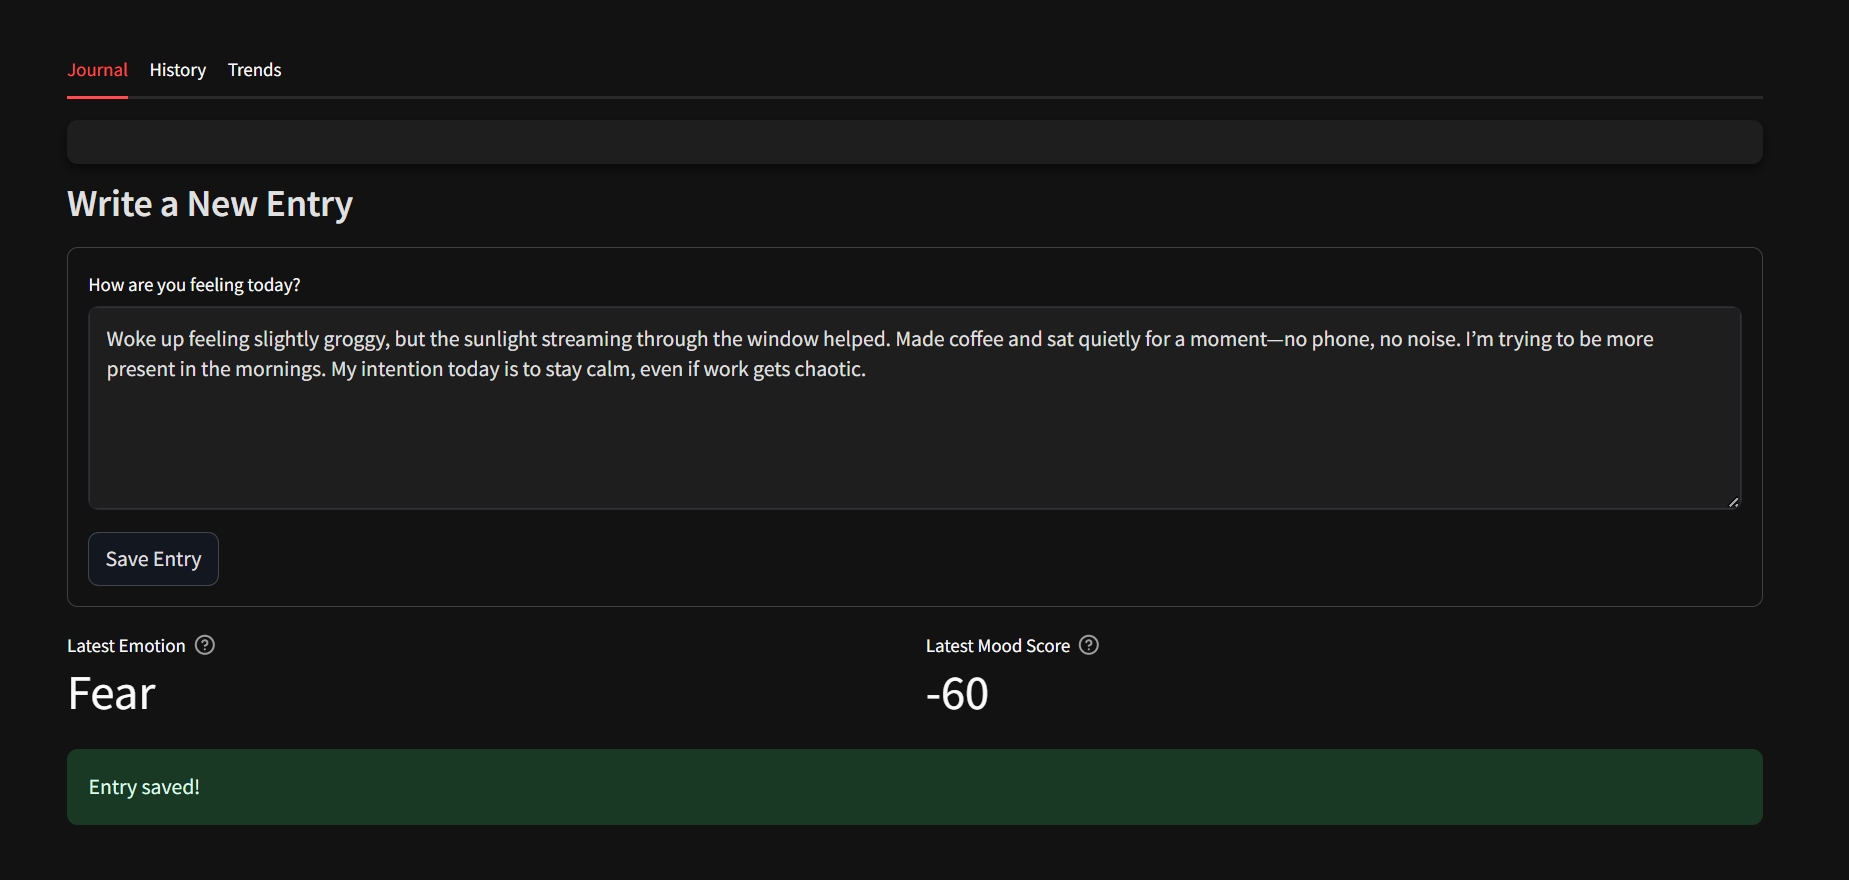 Journal History Trends
Write a New Entry
How are you feeling today?
Woke up feeling slightly groggy, but the sunlight streaming through the window helped. Made coffee and sat quietly for a moment—no phone, no noise. I’m trying to be more
present in the mornings. My intention today is to stay calm, even if work gets chaotic.
Save Entry
Latest Emotion ?
Latest Mood Score ?
Fear
-60
Entry saved!